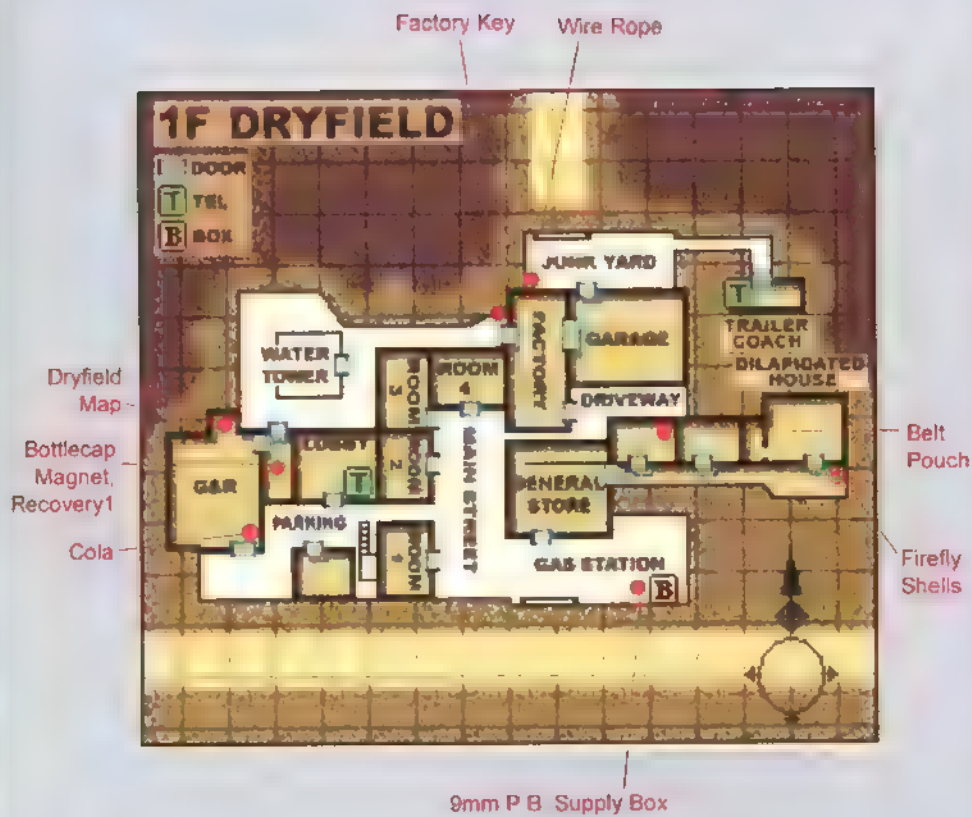 Factory Key
Wire Rope
1F DRYFIELD
DOOR
T TEL
B BOX
JUNK YARD
T
TRAILER
COACH
DILAPIDATED
HOUSE
WATER
TOWER
ROOM 3
ROOM
4
FACTORY
GARAGE
DRIVEWAY
Dryfield
Map
Bottlecap
Magnet,
Recovery1
Cola
G&R
LOBBY
T
ROOM 2
MAIN STREET
GENERAL
STORE
Belt
Pouch
PARKING
ROOM 1
GAS STATION
B
Firefly
Shells
9mm P B Supply Box